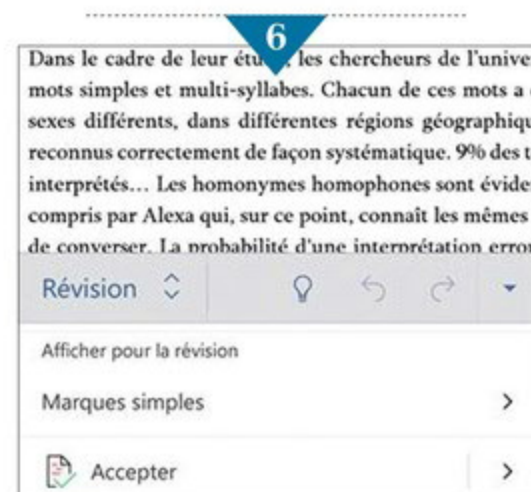 6
Dans le cadre de leur les chercheurs de l'unive
mots simples et multi-syllabes. Chacun de ces mots a
sexes différents, dans différentes régions géographiqu
reconnus correctement de façon systématique. 9% des t
interprétés... Les homonymes homophones sont évide
compris par Alexa qui, sur ce point, connaît les mêmes
de converser. La probabilité d'une interprétation erro
Révision
Afficher pour la révision
Marques simples
Accepter